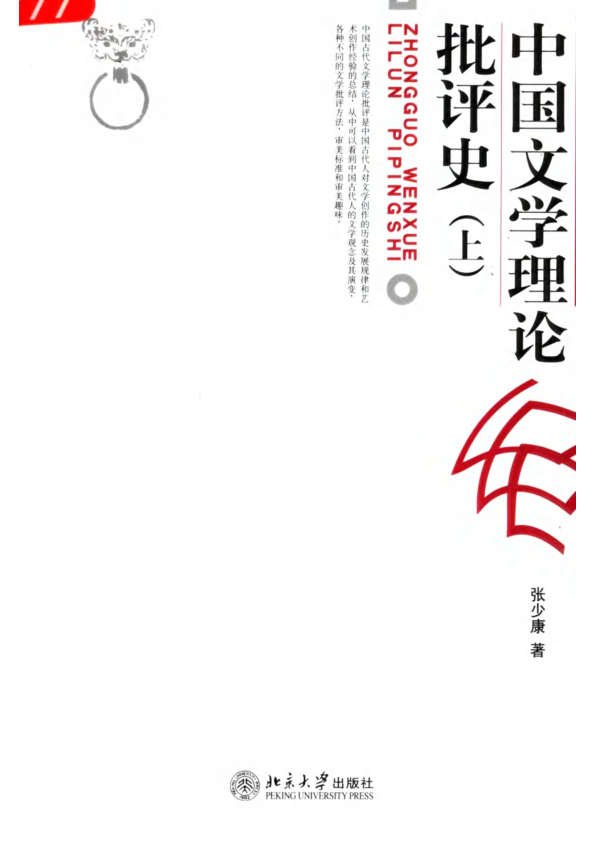 中国文学理论
批评史（上）
ZHONGGUO WENXUE
LILUN PIPINGSHI
中国古代文学理论批评是中国古代人对文学创作的历史发展规律和艺
术创作经验的总结，从中可以看到中国古代人的文学观念及其演变，
各种不同的文学批评方法，审美标准和审美趣味。
张少康 著
北京大学出版社
PEKING UNIVERSITY PRESS